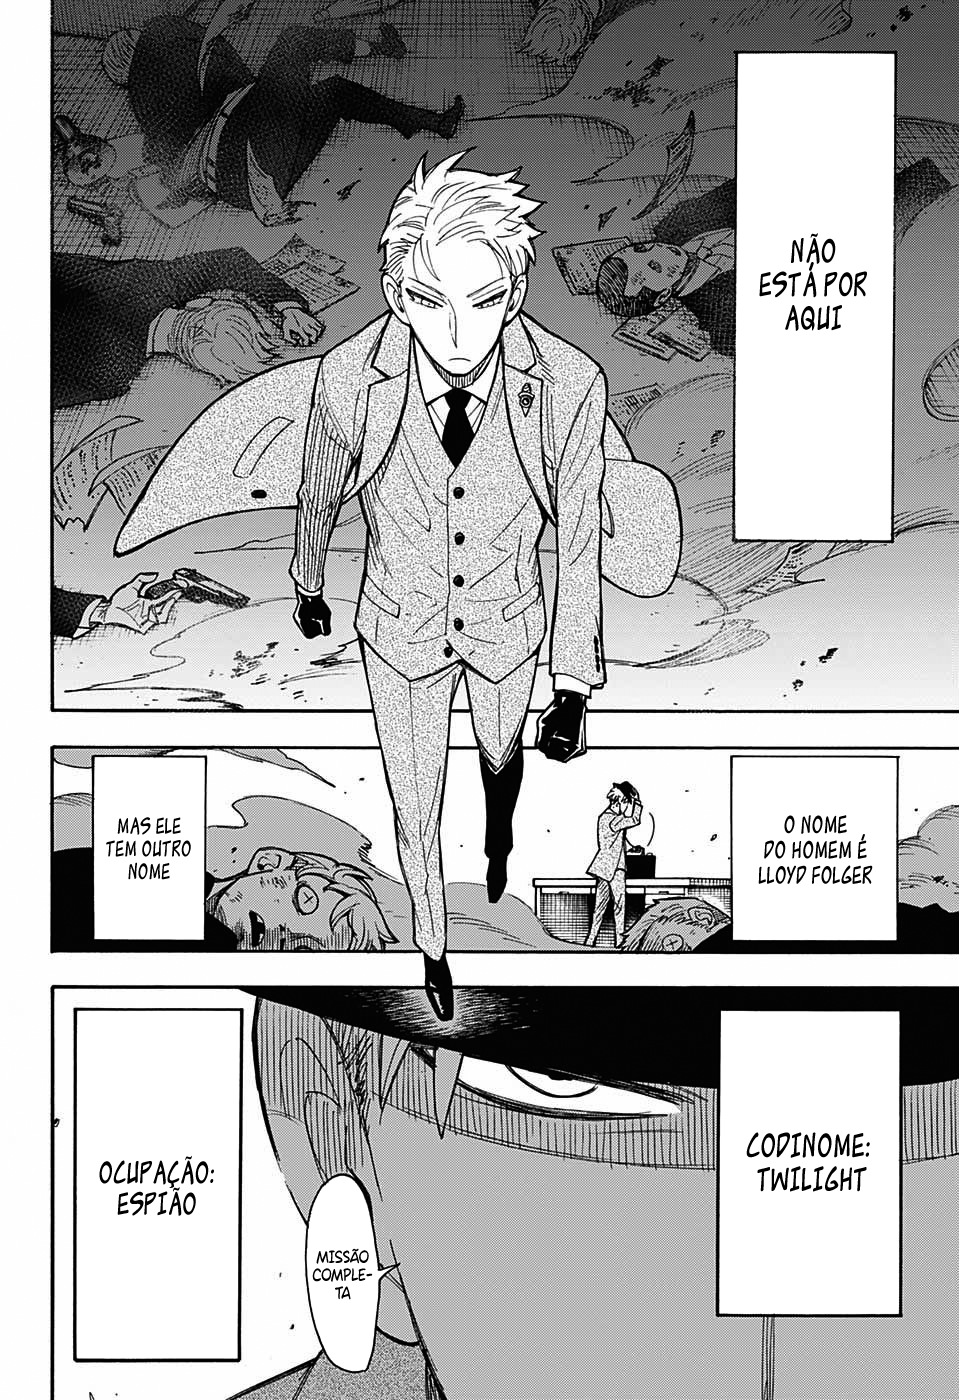 NÃO
ESTÁ POR
AQUI
O NOME
DO HOMEM É
LLOYD FOLGER
MAS ELE
TEM OUTRO
NOME
CODINOME:
TWILIGHT
MISSÃO
COMPLE-
TA
OCUPAÇÃO:
ESPIÃO